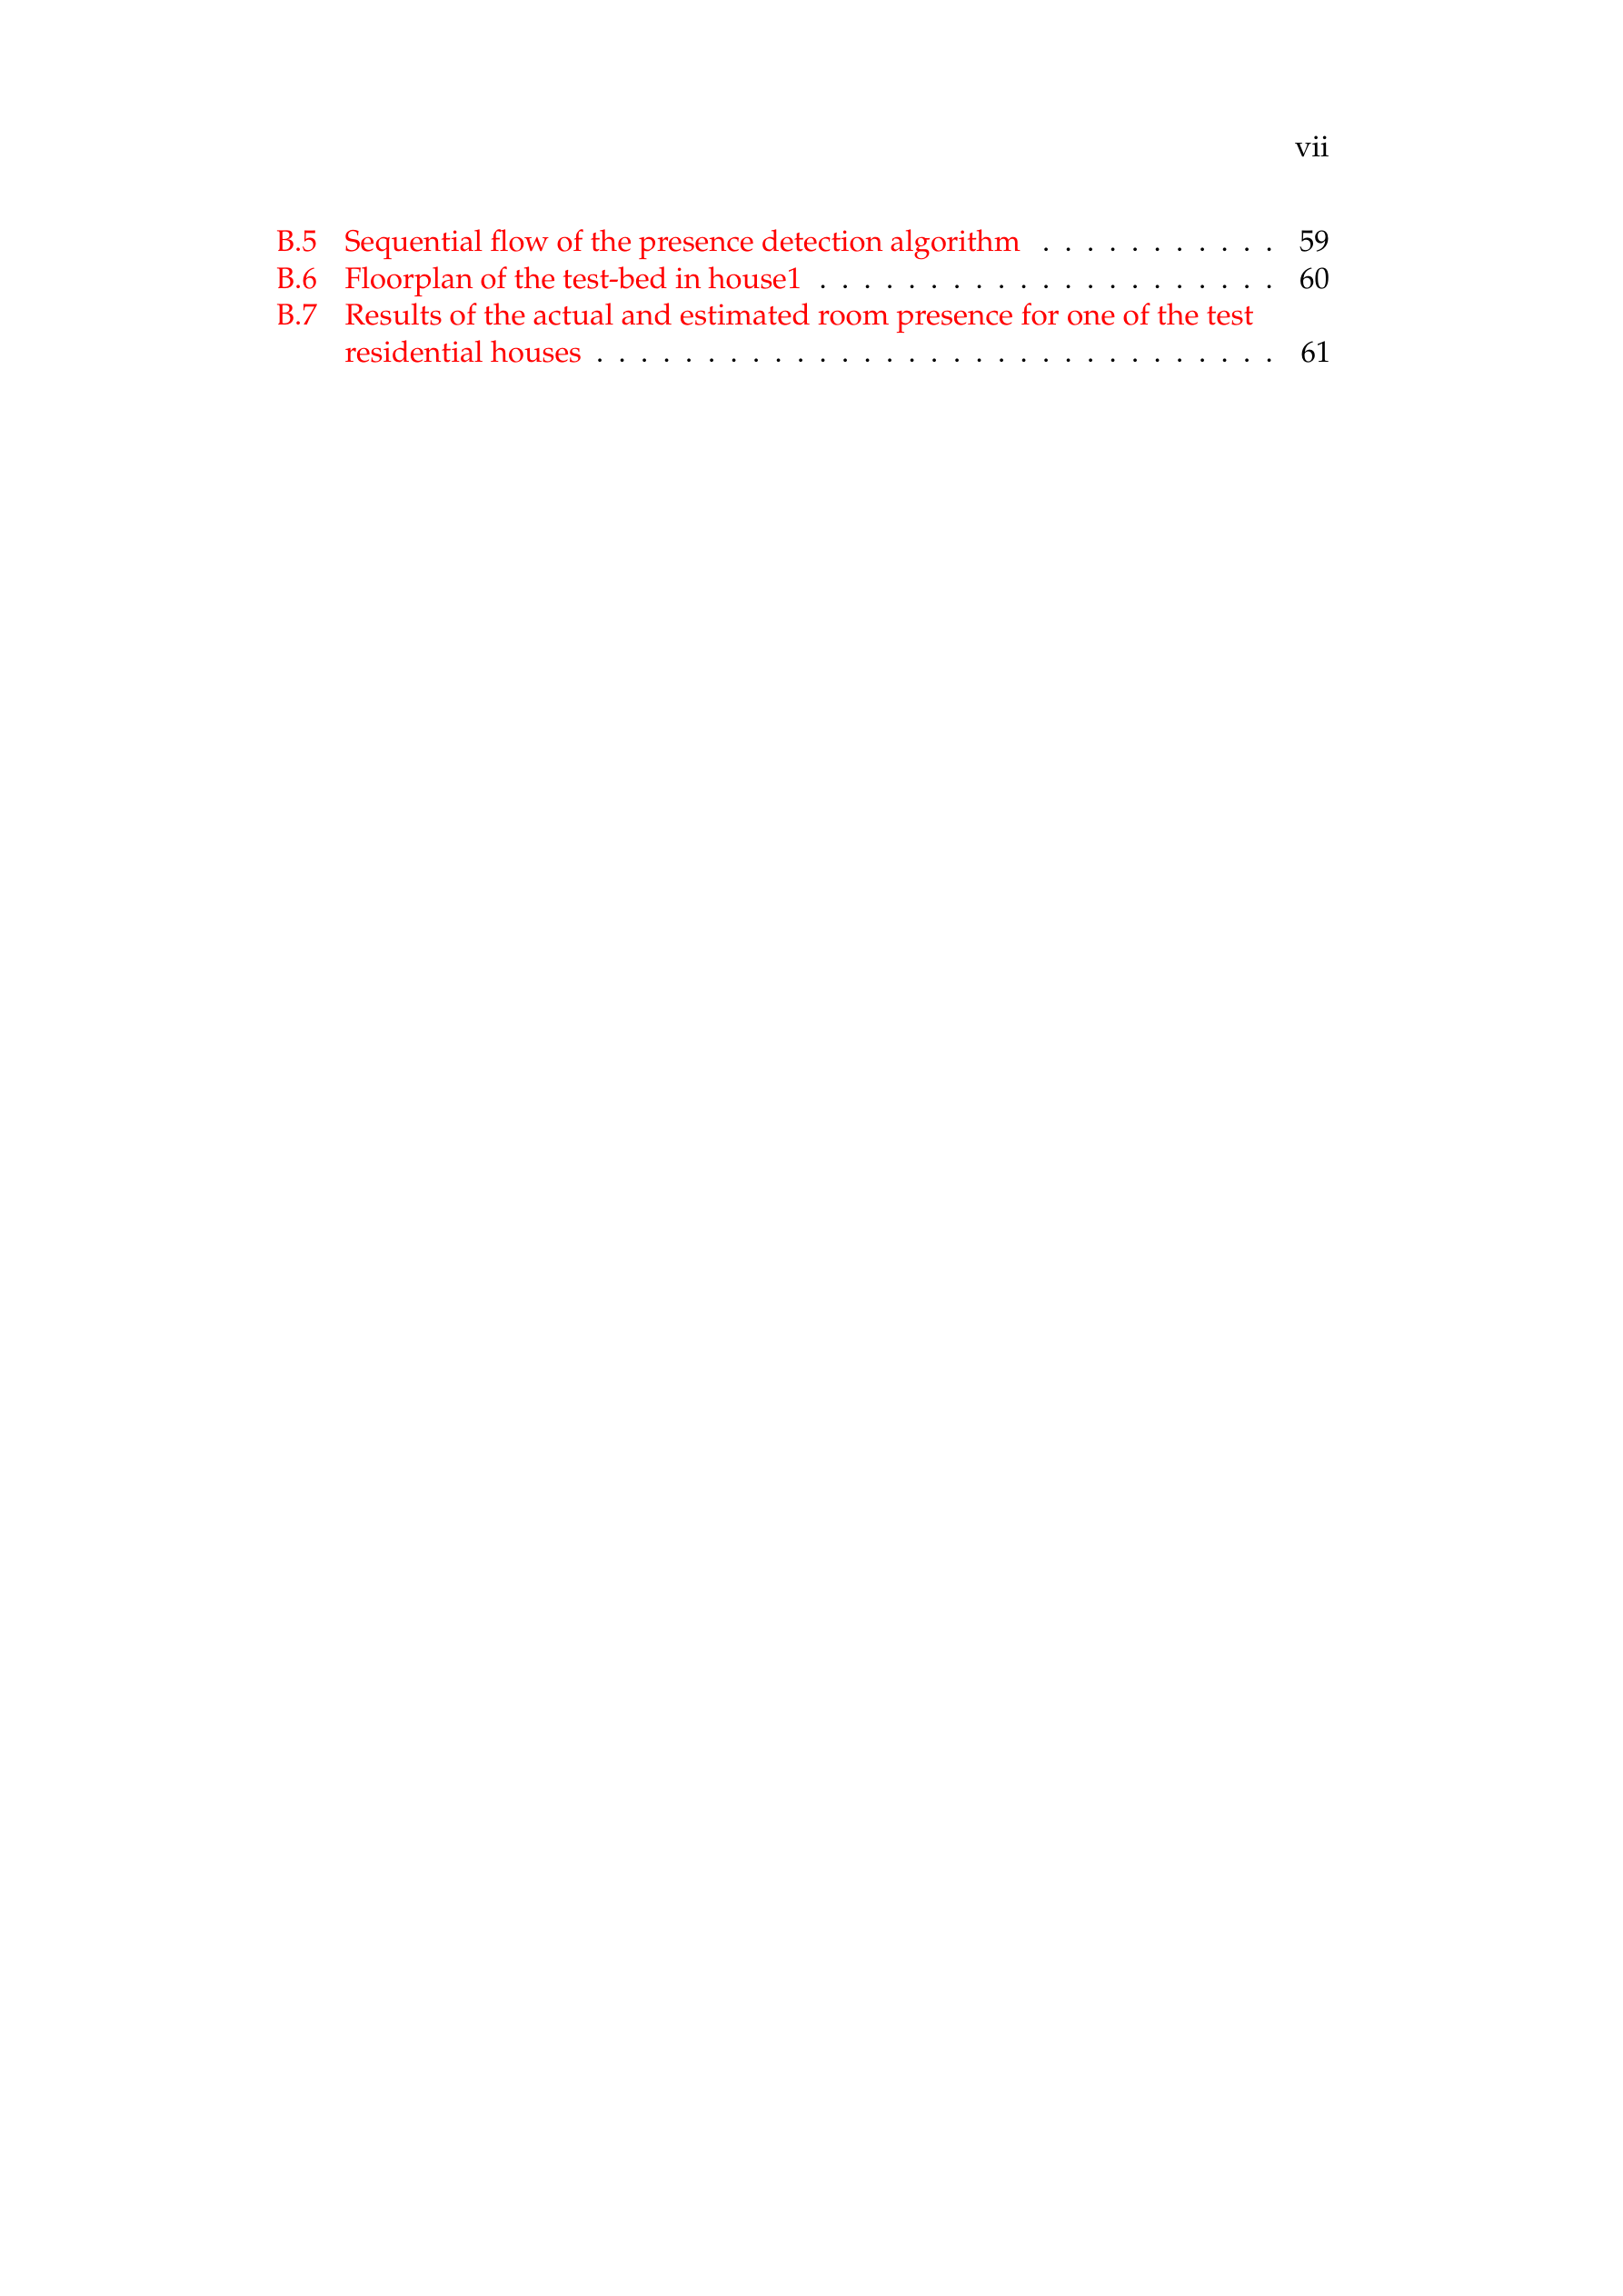 vii
B.5 Sequential flow of the presence detection algorithm . . . . . . . . . . . 59
B.6 Floorplan of the test-bed in house1 . . . . . . . . . . . . . . . . . . . . . 60
B.7 Results of the actual and estimated room presence for one of the test
residential houses . . . . . . . . . . . . . . . . . . . . . . . . . . . . . . . 61